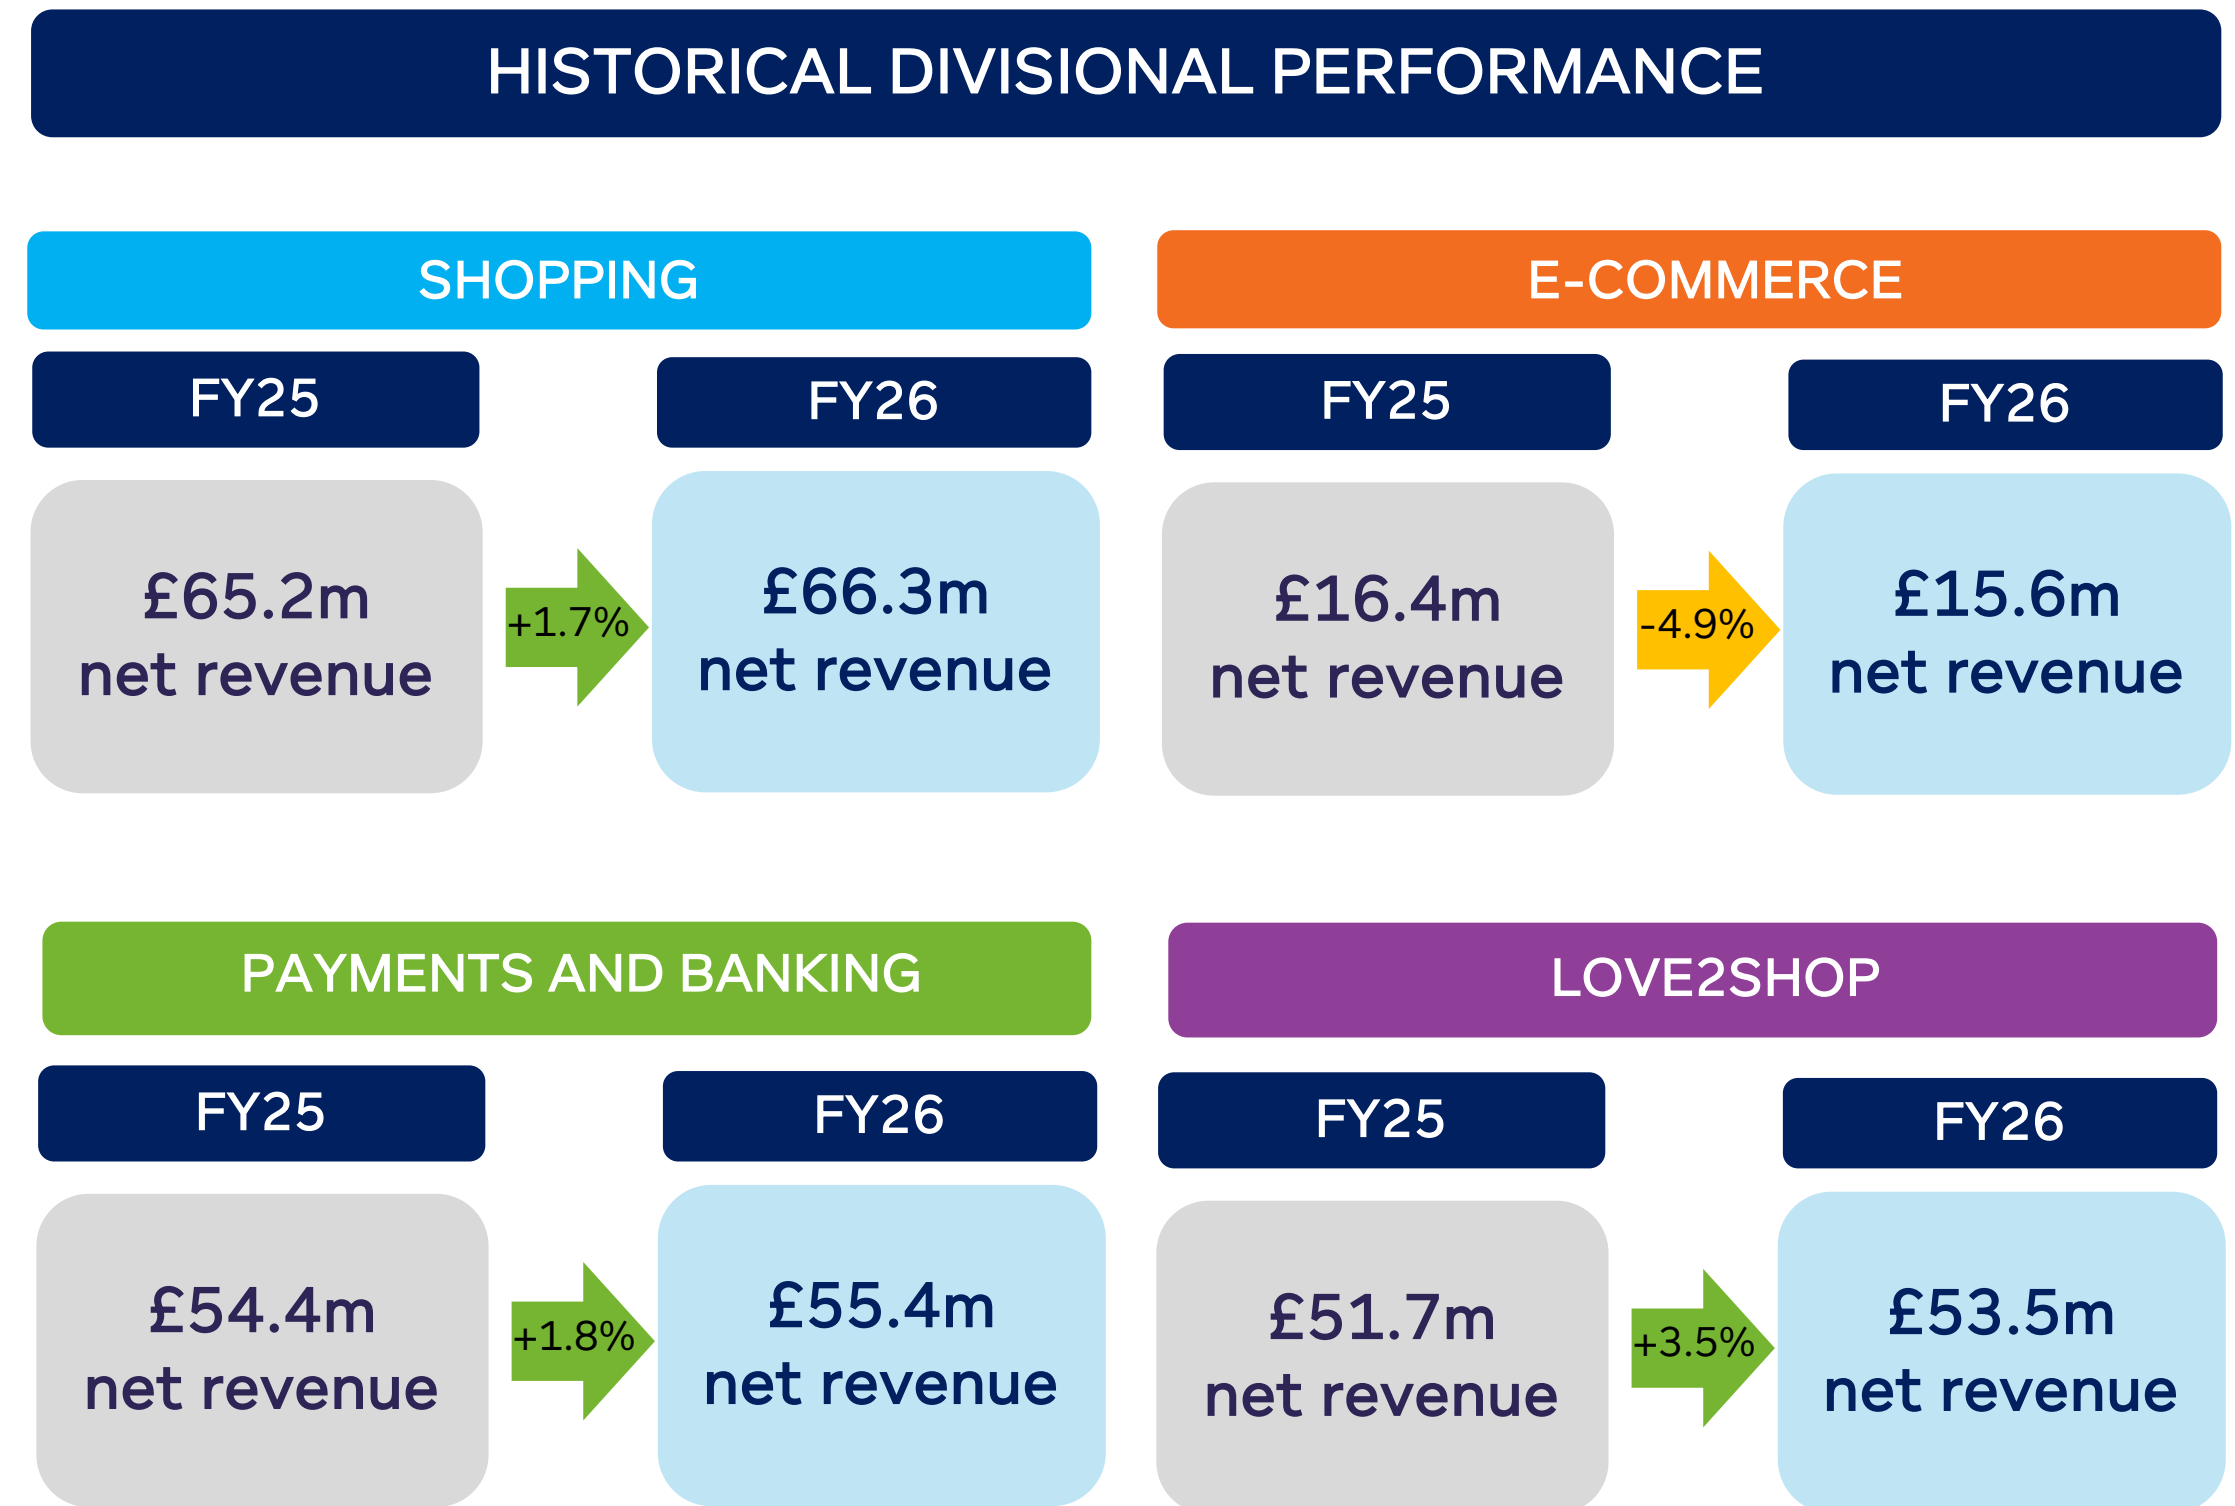 HISTORICAL DIVISIONAL PERFORMANCE
SHOPPING
FY25
FY26
£65.2m
net revenue
+1.7%
£66.3m
net revenue
E-COMMERCE
FY25
FY26
£16.4m
net revenue
-4.9%
£15.6m
net revenue
PAYMENTS AND BANKING
FY25
FY26
£54.4m
net revenue
+1.8%
£55.4m
net revenue
LOVE2SHOP
FY25
FY26
£51.7m
net revenue
+3.5%
£53.5m
net revenue